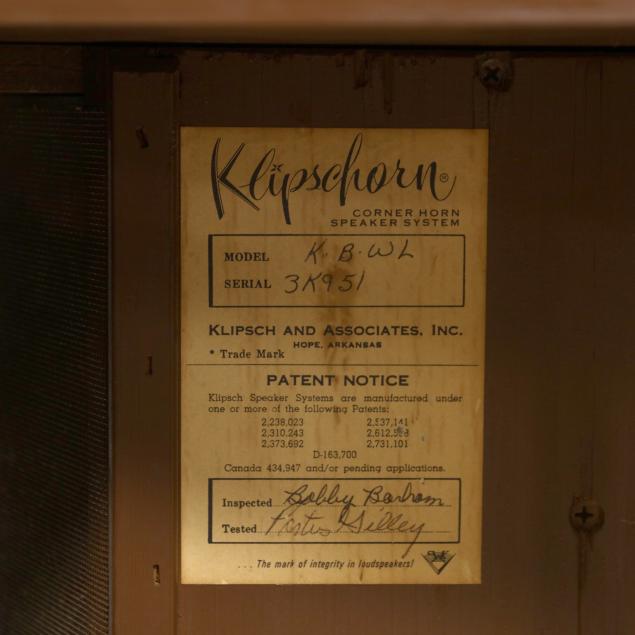 Klipschorn®
CORNER HORN
SPEAKER SYSTEM
MODEL K.B.WL
SERIAL 3K951
KLIPSCH AND ASSOCIATES, INC.
HOPE, ARKANSAS
* Trade Mark
PATENT NOTICE
Klipsch Speaker Systems are manufactured under
one or more of the following Patents:
2,238,023 2,537,141
2,310,243
2,373,692 2,731,101
D-163,700
Canada 434,947 and/or pending applications.
Inspected Bobby
Tested Gilley
... The mark of integrity in loudspeakers!